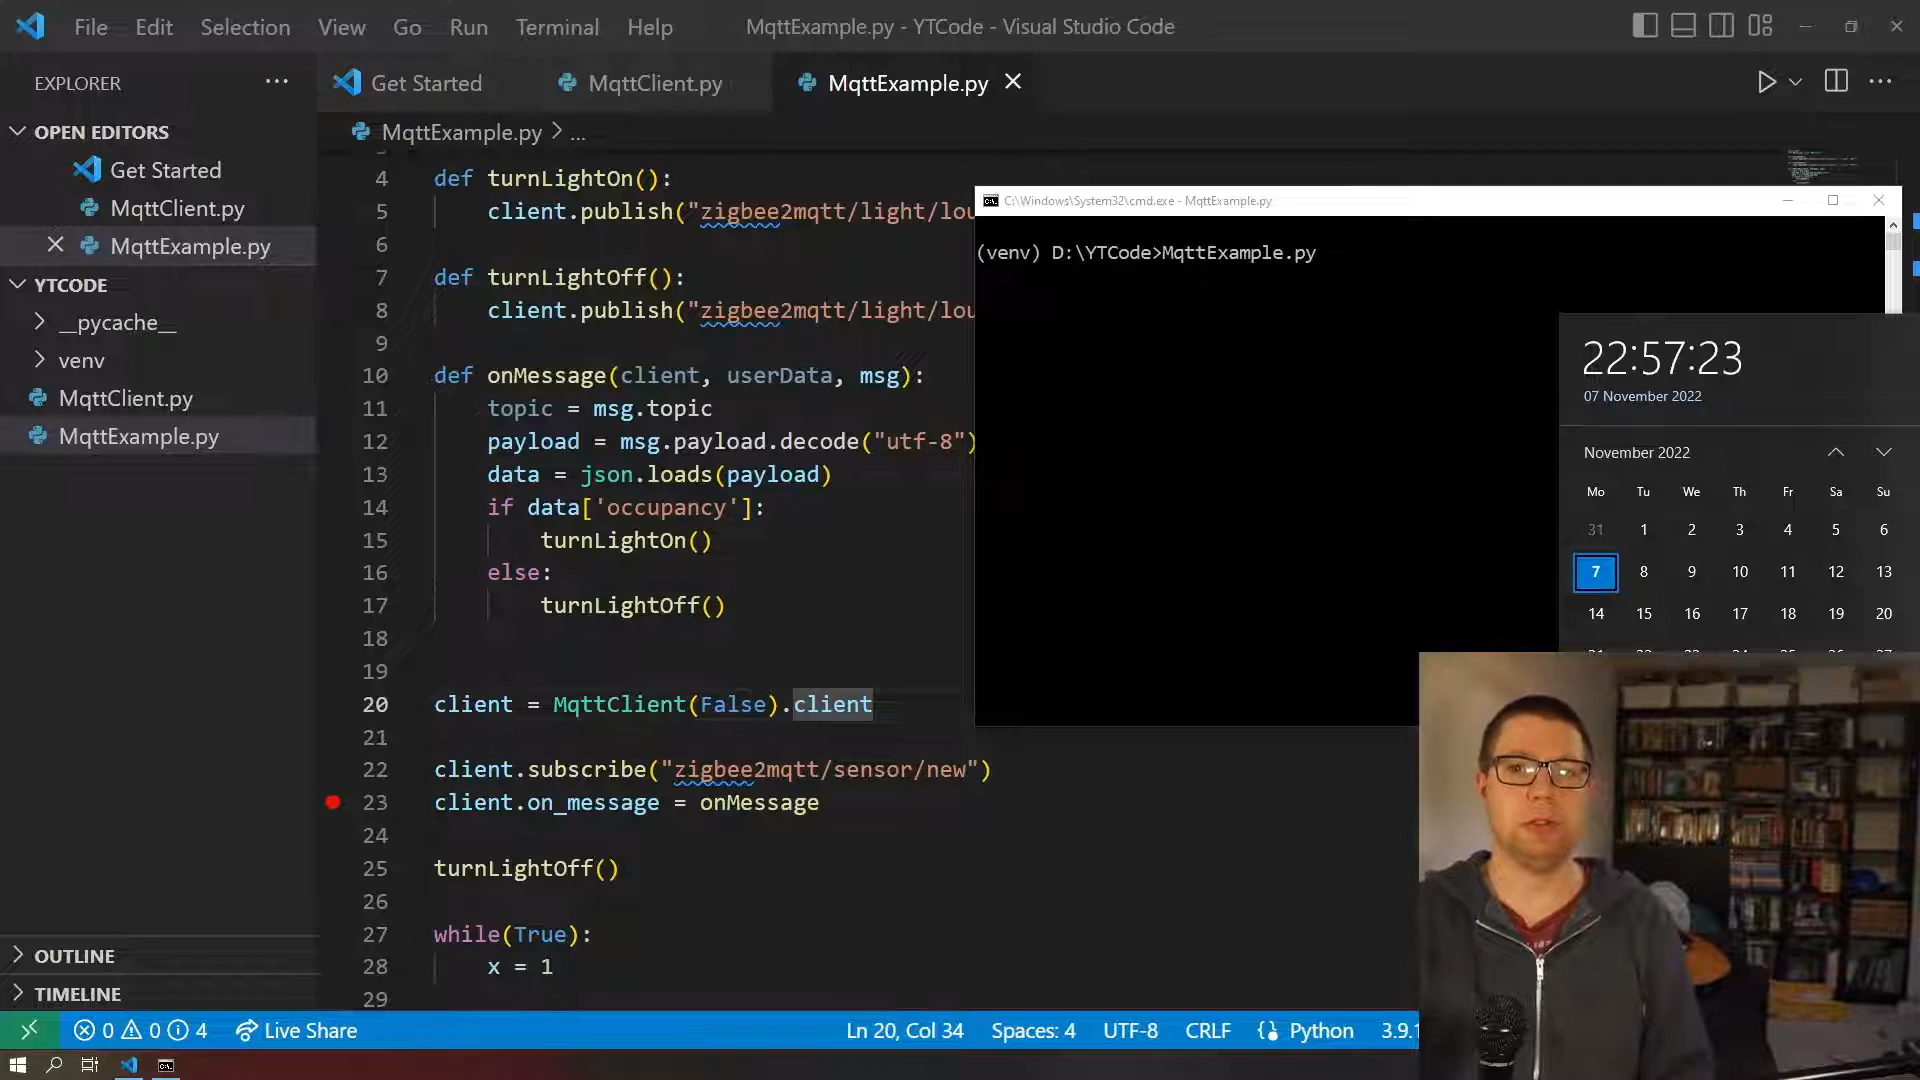 File Edit Selection View Go Run Terminal Help
MqttExample.py - YTCode - Visual Studio Code
EXPLORER
OPEN EDITORS
Get Started
MqttClient.py
MqttExample.py
YTCODE
__pycache__
venv
MqttClient.py
MqttExample.py
OUTLINE
TIMELINE
Get Started MqttClient.py MqttExample.py
MqttExample.py > ...
4 def turnLightOn():
5 client.publish("zigbee2mqtt/light/lou
6
7 def turnLightOff():
8 client.publish("zigbee2mqtt/light/lou
9
10 def onMessage(client, userData, msg):
11 topic = msg.topic
12 payload = msg.payload.decode("utf-8")
13 data = json.loads(payload)
14 if data['occupancy']:
15 turnLightOn()
16 else:
17 turnLightOff()
18
19
20 client = MqttClient(False).client
21
22 client.subscribe("zigbee2mqtt/sensor/new")
23 client.on_message = onMessage
24
25 turnLightOff()
26
27 while(True):
28 x = 1
29
C:\Windows\System32\cmd.exe - MqttExample.py
(venv) D:\YTCode>MqttExample.py
22:57:23
07 November 2022
November 2022
Mo Tu We Th Fr Sa Su
31 1 2 3 4 5 6
7 8 9 10 11 12 13
14 15 16 17 18 19 20
0 0 4 Live Share
Ln 20, Col 34 Spaces: 4 UTF-8 CRLF Python 3.9.1